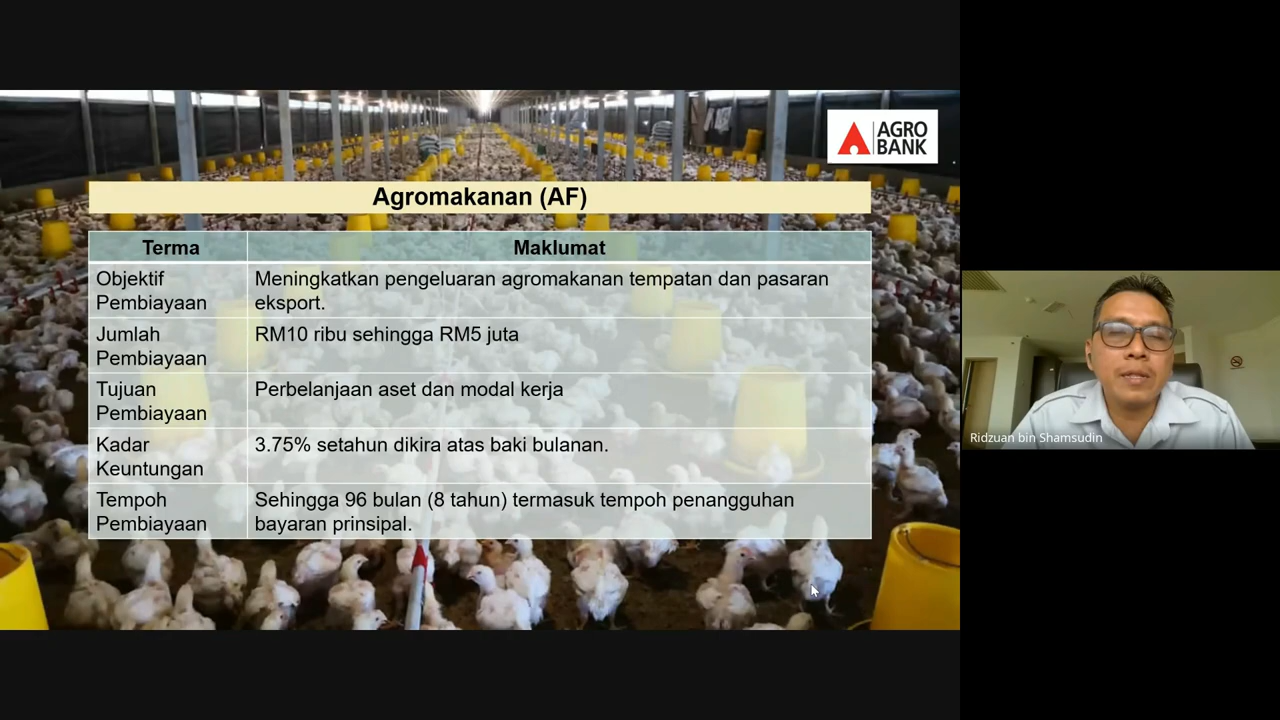 AGRO
BANK
Agromakanan (AF)
Terma
Maklumat
Objektif
Pembiayaan
Meningkatkan pengeluaran agromakanan tempatan dan pasaran
eksport.
Jumlah
Pembiayaan
RM10 ribu sehingga RM5 juta
Tujuan
Pembiayaan
Perbelanjaan aset dan modal kerja
Kadar
Keuntungan
3.75% setahun dikira atas baki bulanan.
Tempoh
Pembiayaan
Sehingga 96 bulan (8 tahun) termasuk tempoh penangguhan
bayaran prinsipal.
Ridzuan bin Shamsudin